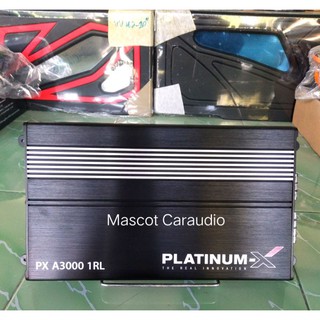 Mascot Caraudio
PLATINUM-X
THE REAL INNOVATION
PX A3000 1RL